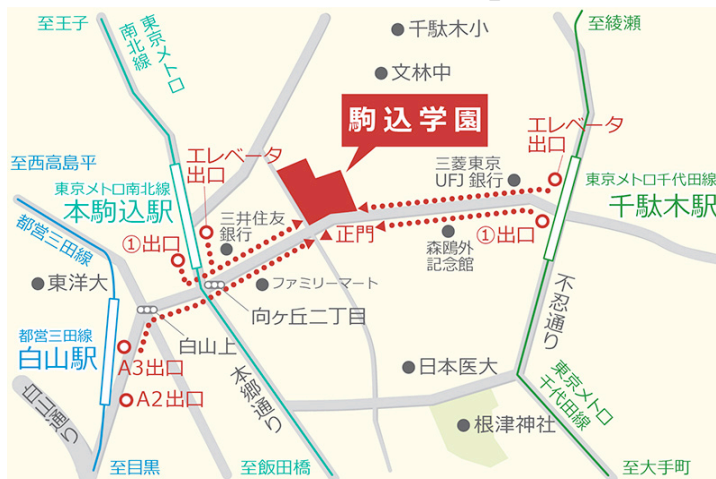 至王子
東京メトロ
南北線
千駄木小
至綾瀬
文林中
駒込学園
エレベータ
出口
エレベータ
出口
至西高島平
東京メトロ南北線
本駒込駅
三菱東京
UFJ 銀行
東京メトロ千代田線
千駄木駅
都営三田線
①出口
三井住友
銀行
正門
森鴎外
記念館
①出口
東洋大
ファミリーマート
向ヶ丘二丁目
不忍通り
都営三田線
白山駅
白山上
A3出口
A2出口
本郷通り
日本医大
東京メトロ
千代田線
白山通り
根津神社
至目黒
至飯田橋
至大手町